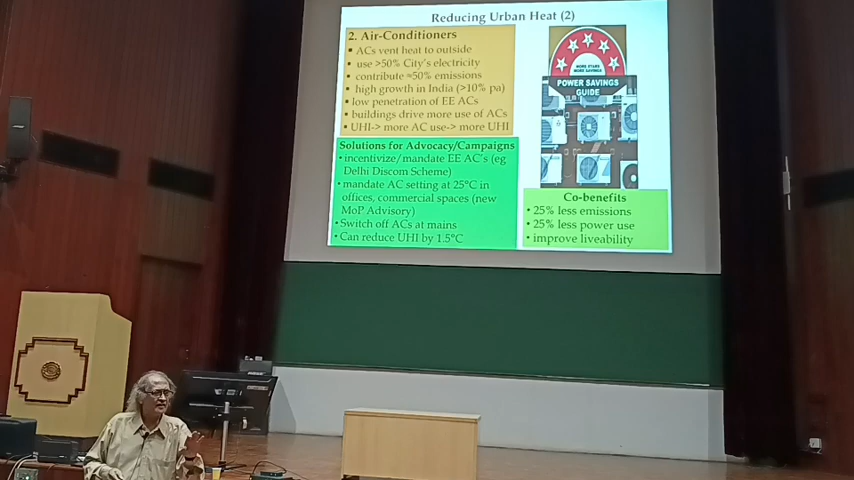 Reducing Urban Heat (2)
2. Air-Conditioners
▪ ACs vent heat to outside
▪ use >50% City's electricity
▪ contribute ≈50% emissions
▪ high growth in India (>10% pa)
▪ low penetration of EE ACs
▪ buildings drive more use of ACs
▪ UHI-> more AC use-> more UHI
MORE STARS
MORE SAVINGS
POWER SAVINGS
GUIDE
Solutions for Advocacy/Campaigns
• incentivize/mandate EE AC's (eg
Delhi Discom Scheme)
• mandate AC setting at 25°C in
offices, commercial spaces (new
MoP Advisory)
• Switch off ACs at mains
• Can reduce UHI by 1.5°C
Co-benefits
• 25% less emissions
• 25% less power use
• improve liveability